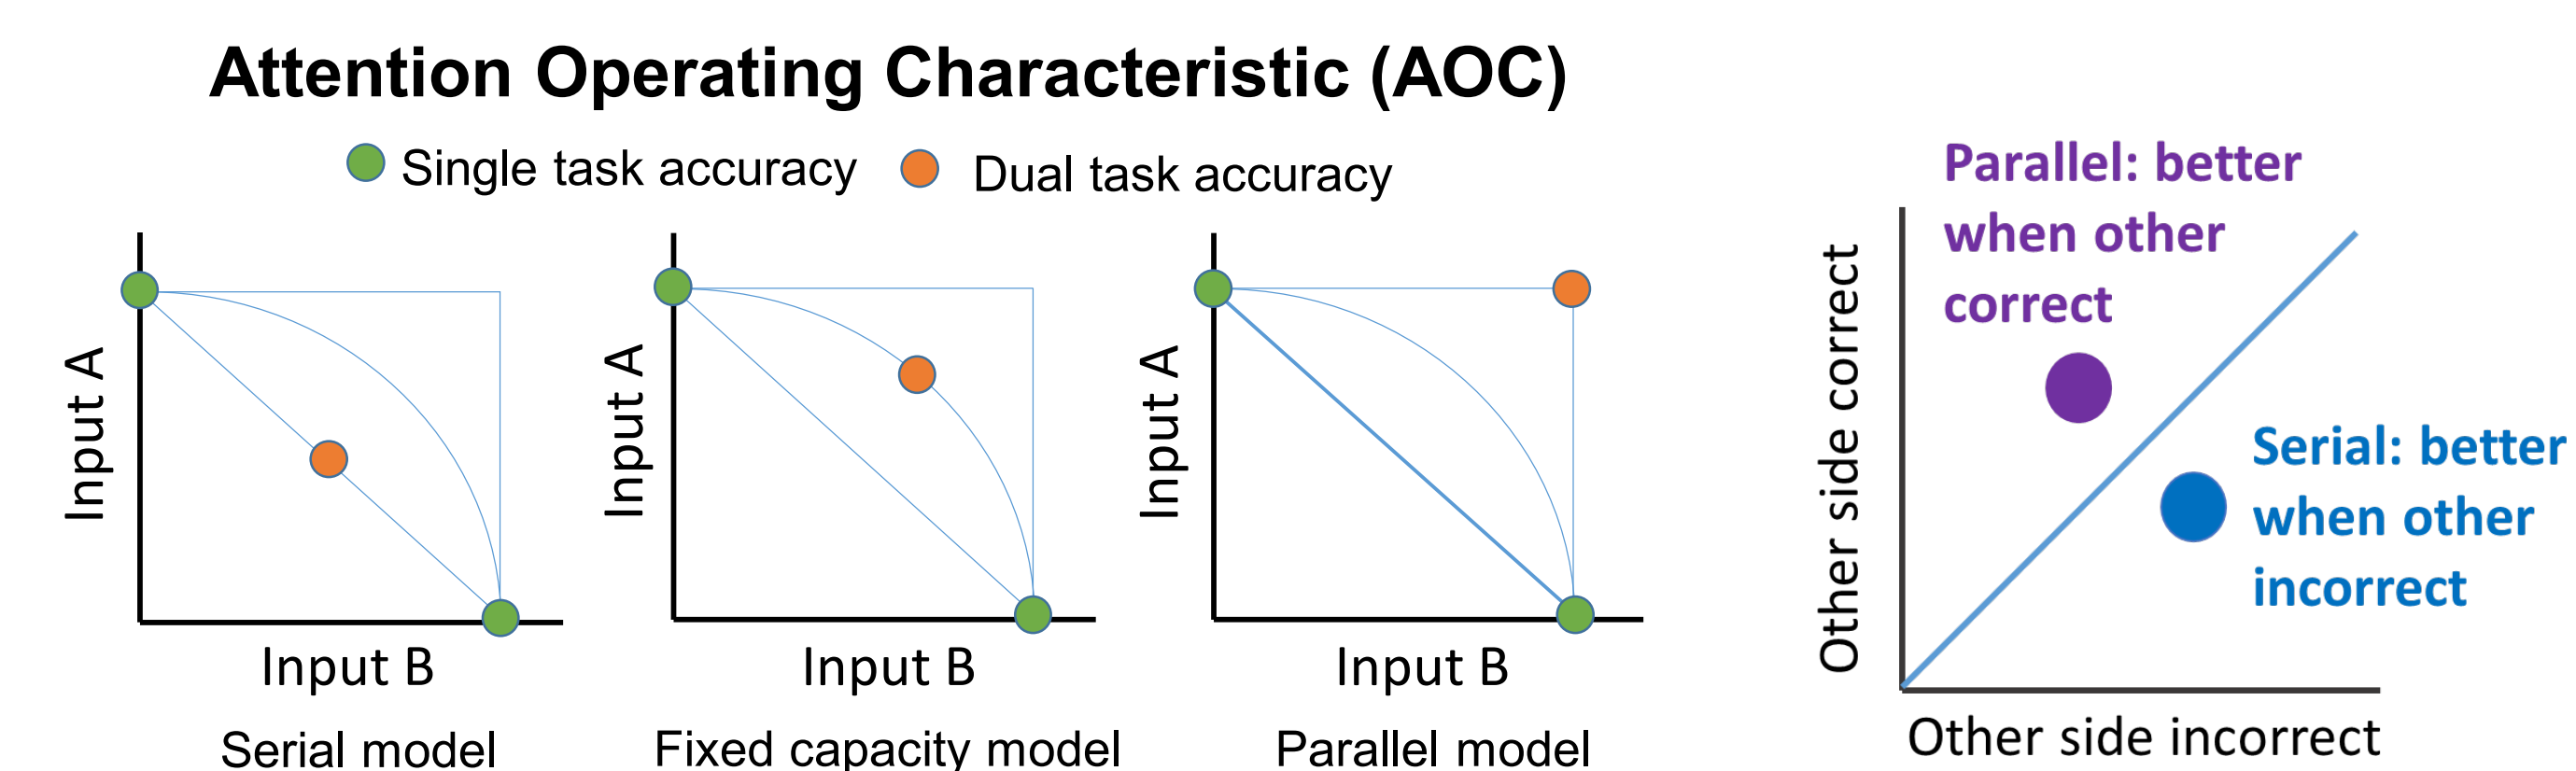 Attention Operating Characteristic (AOC)
Single task accuracy
Dual task accuracy
Input A
Input B
Serial model
Input A
Input B
Fixed capacity model
Input A
Input B
Parallel model
Parallel: better
when other
correct
Other side correct
Serial: better
when other
incorrect
Other side incorrect